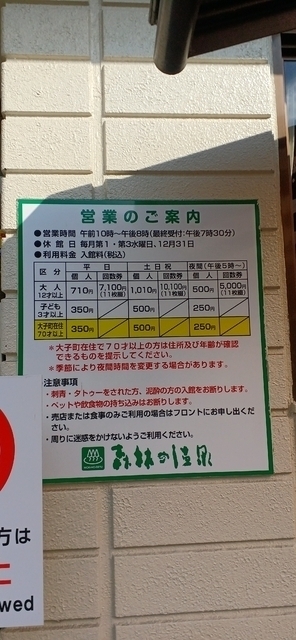 営業のご案内
●営業時間 午前10時~午後8時(最終受付:午後7時30分)
●休館日 毎月第1・第3水曜日、12月31日
●利用料金 入館料(税込)
区分 平日 土日祝 夜間(午後5時~)
個人 回数券 個人 回数券 個人 回数券
大人 12才以上 710円 7,100円(11枚綴) 1,010円 10,100円(11枚綴) 500円 5,000円(11枚綴)
子ども 3才以上 350円 500円 250円
大子町在住 70才以上 350円 500円 250円
*大子町在住で70才以上の方は住所及び年齢が確認
できるものを提示してください。
*季節により夜間時間を変更する場合があります。
注意事項
・刺青・タトゥーをされた方、泥酔の方の入館をお断りします。
・ペットや飲食物の持ち込みはお断りします。
・売店または食事のみご利用の場合はフロントにお申し出くだ
さい。
・周りに迷惑をかけないようご利用ください。
森林の温泉
方は
wed